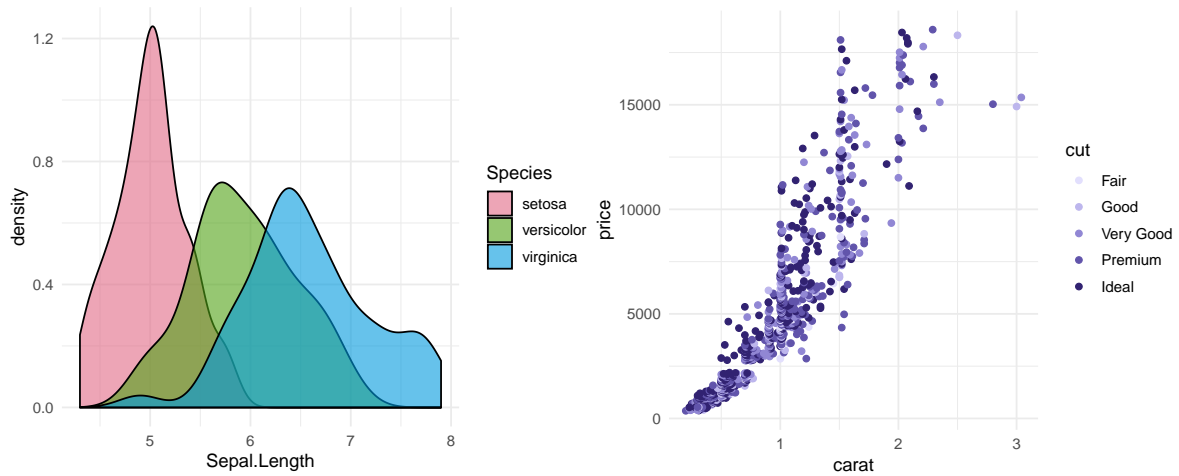 1.2
0.8
0.4
0.0
density
5
6
7
8
Sepal.Length
Species
setosa
versicolor
virginica
15000
10000
5000
0
price
1
2
3
carat
cut
Fair
Good
Very Good
Premium
Ideal